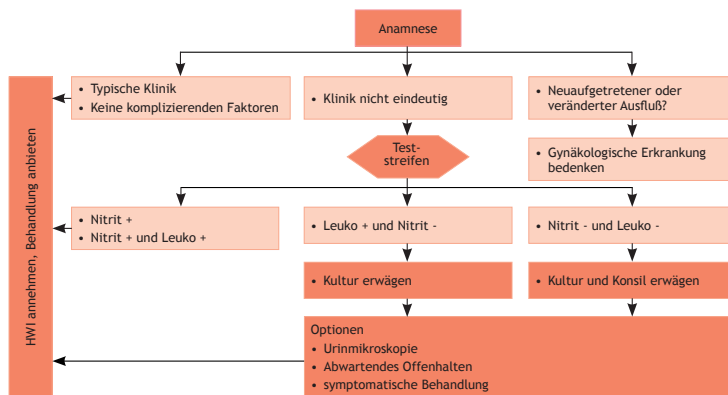 Anamnese
HWI annehmen, Behandlung anbieten
• Typische Klinik
• Keine komplizierenden Faktoren
• Klinik nicht eindeutig
• Neuaufgetretener oder
veränderter Ausfluß?
Test-
streifen
• Gynäkologische Erkrankung
bedenken
• Nitrit +
• Nitrit + und Leuko +
• Leuko + und Nitrit -
• Nitrit - und Leuko -
• Kultur erwägen
• Kultur und Konsil erwägen
Optionen
• Urinmikroskopie
• Abwartendes Offenhalten
• symptomatische Behandlung